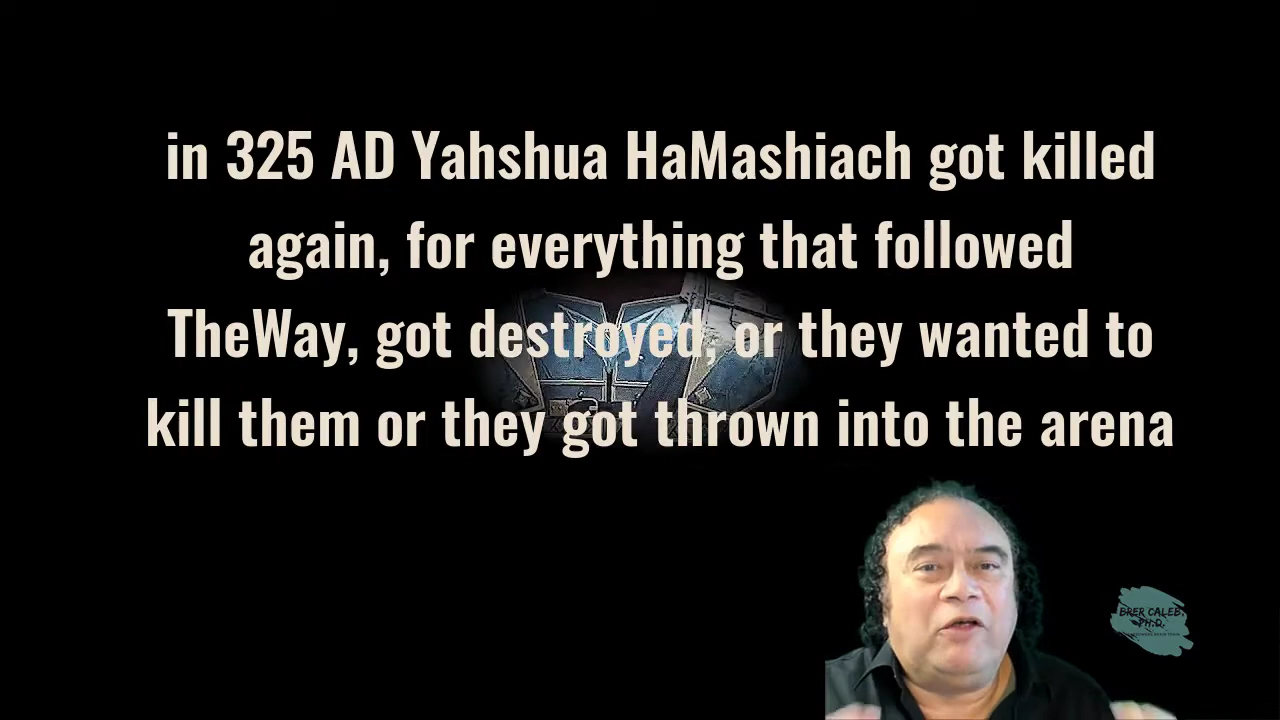 in 325 AD Yahshua HaMashiach got killed
again, for everything that followed
TheWay, got destroyed, or they wanted to
kill them or they got thrown into the arena
BRER CALEB,
PH.D.